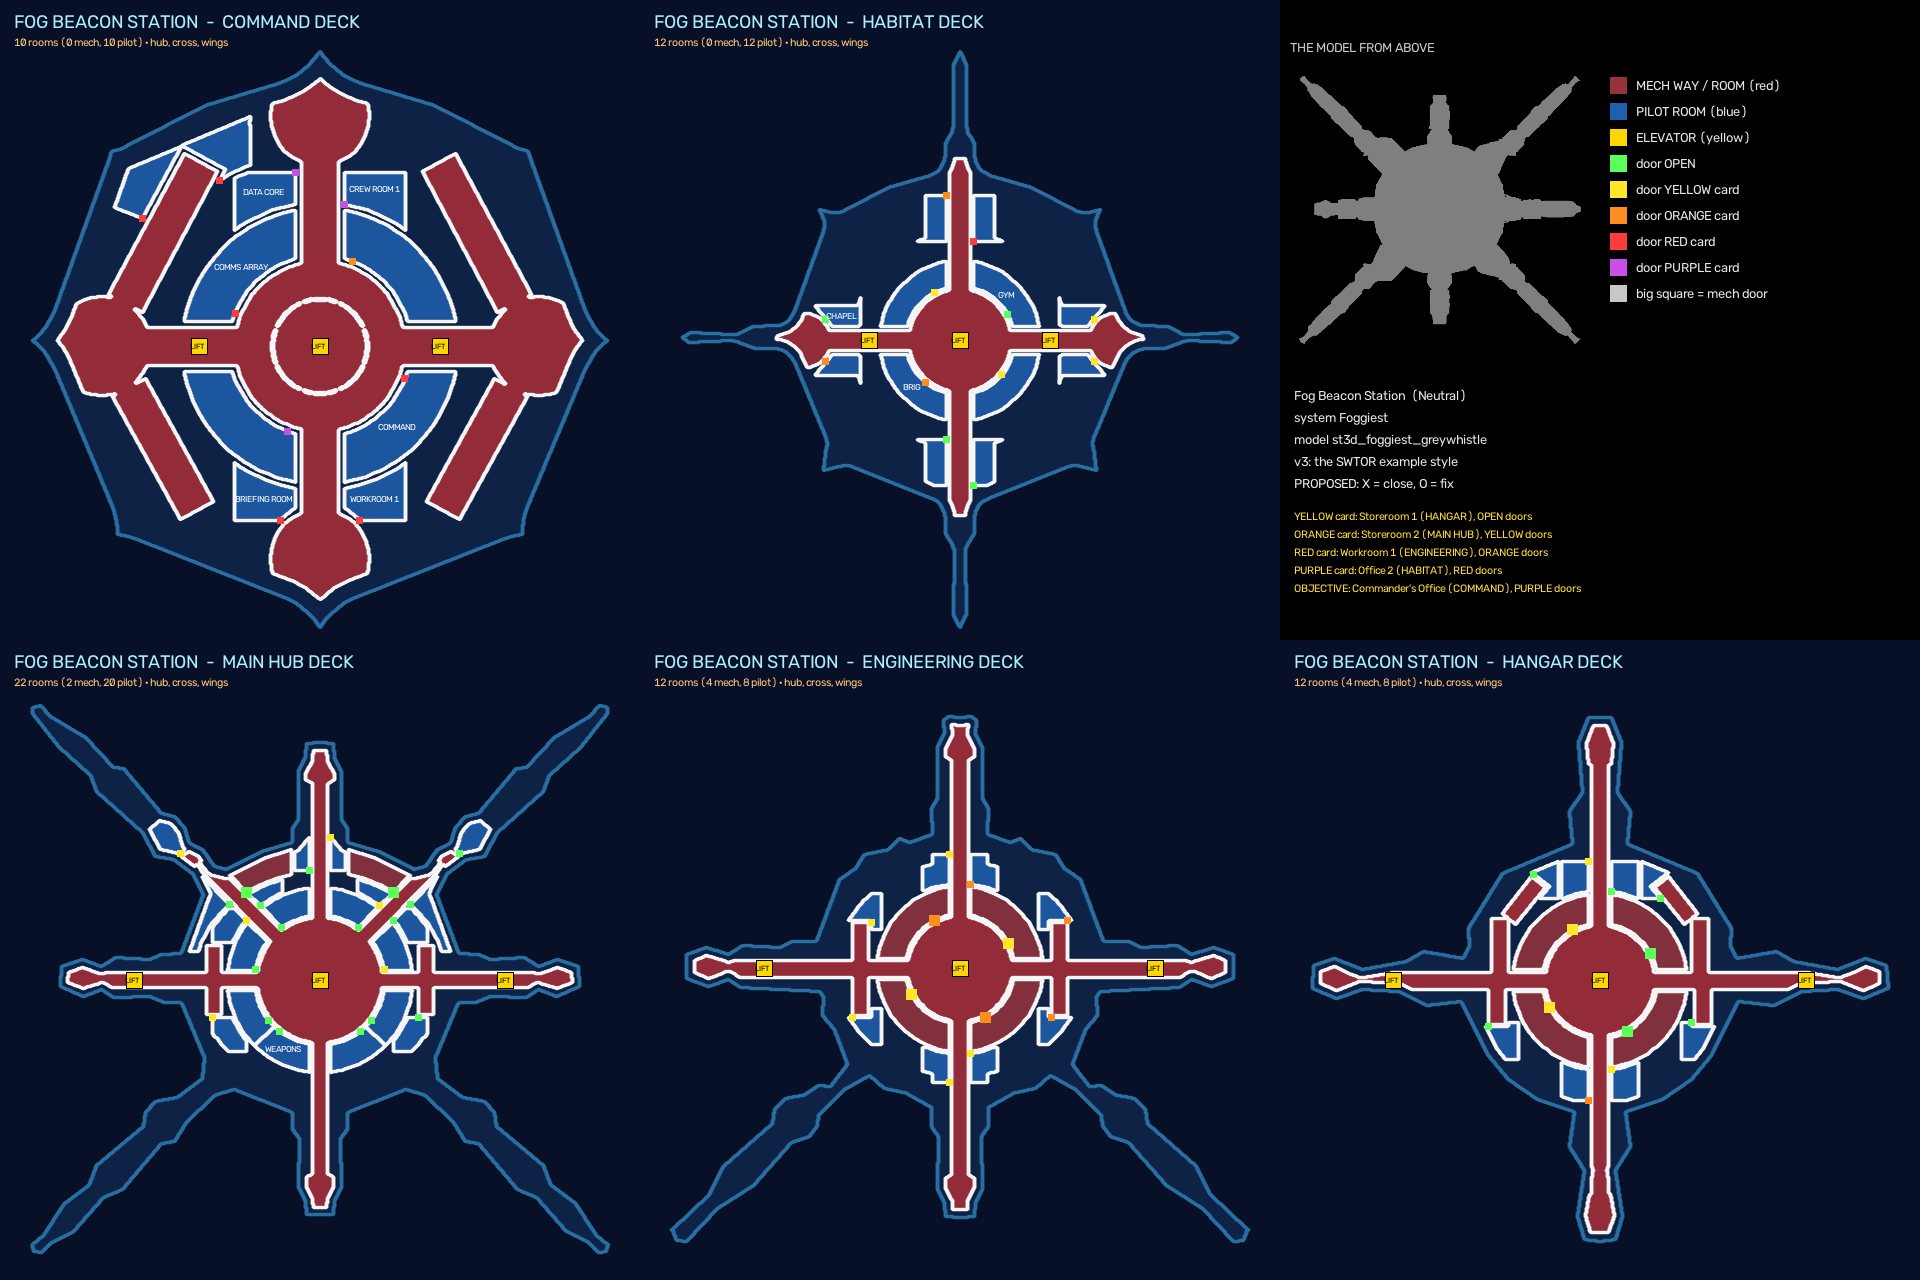 FOG BEACON STATION - COMMAND DECK
10 rooms (0 mech, 10 pilot) • hub, cross, wings
DATA CORE
CREW ROOM 1
COMMS ARRAY
LIFT
LIFT
LIFT
COMMAND
BRIEFING ROOM
WORKROOM 1
FOG BEACON STATION - HABITAT DECK
12 rooms (0 mech, 12 pilot) • hub, cross, wings
GYM
CHAPEL
LIFT
LIFT
LIFT
BRIG
THE MODEL FROM ABOVE
MECH WAY / ROOM (red)
PILOT ROOM (blue)
ELEVATOR (yellow)
door OPEN
door YELLOW card
door ORANGE card
door RED card
door PURPLE card
big square = mech door
Fog Beacon Station (Neutral)
system Foggiest
model st3d_foggiest_greywhistle
v3: the SWTOR example style
PROPOSED: X = close, O = fix
YELLOW card: Storeroom 1 (HANGAR), OPEN doors
ORANGE card: Storeroom 2 (MAIN HUB), YELLOW doors
RED card: Workroom 1 (ENGINEERING), ORANGE doors
PURPLE card: Office 2 (HABITAT), RED doors
OBJECTIVE: Commander's Office (COMMAND), PURPLE doors
FOG BEACON STATION - MAIN HUB DECK
22 rooms (2 mech, 20 pilot) • hub, cross, wings
LIFT
LIFT
LIFT
WEAPONS
FOG BEACON STATION - ENGINEERING DECK
12 rooms (4 mech, 8 pilot) • hub, cross, wings
LIFT
LIFT
LIFT
FOG BEACON STATION - HANGAR DECK
12 rooms (4 mech, 8 pilot) • hub, cross, wings
LIFT
LIFT
LIFT